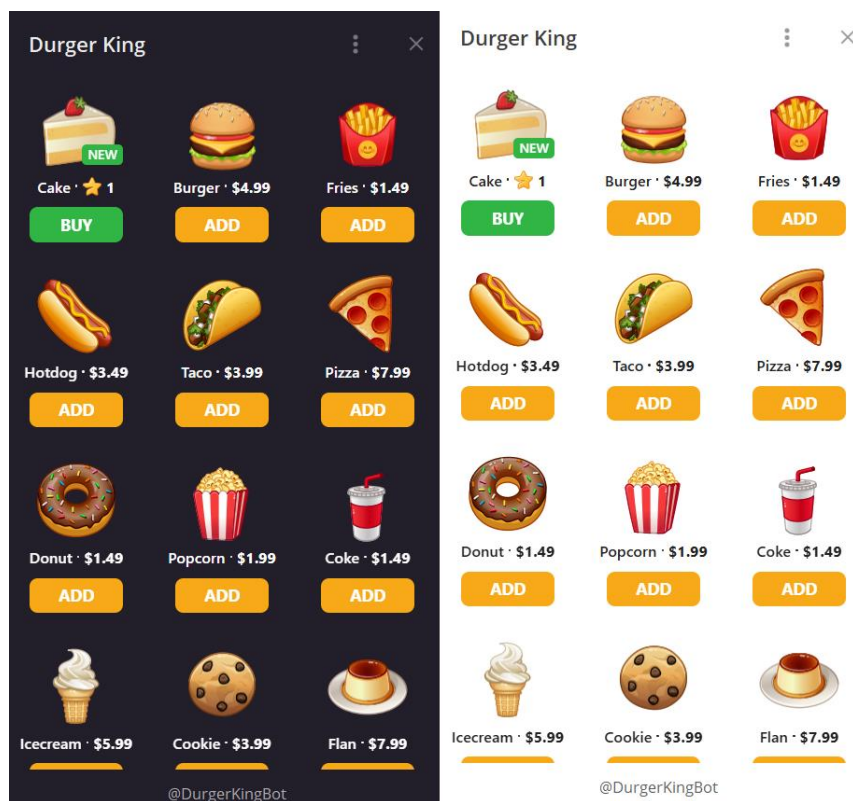 Durger King
NEW
Cake · ⭐ 1
Burger · $4.99
Fries · $1.49
BUY
ADD
ADD
Hotdog · $3.49
Taco · $3.99
Pizza · $7.99
ADD
ADD
ADD
Donut · $1.49
Popcorn · $1.99
Coke · $1.49
ADD
ADD
ADD
Icecream · $5.99
Cookie · $3.99
Flan · $7.99
@DurgerKingBot
Durger King
NEW
Cake · ⭐ 1
Burger · $4.99
Fries · $1.49
BUY
ADD
ADD
Hotdog · $3.49
Taco · $3.99
Pizza · $7.99
ADD
ADD
ADD
Donut · $1.49
Popcorn · $1.99
Coke · $1.49
ADD
ADD
ADD
Icecream · $5.99
Cookie · $3.99
Flan · $7.99
@DurgerKingBot